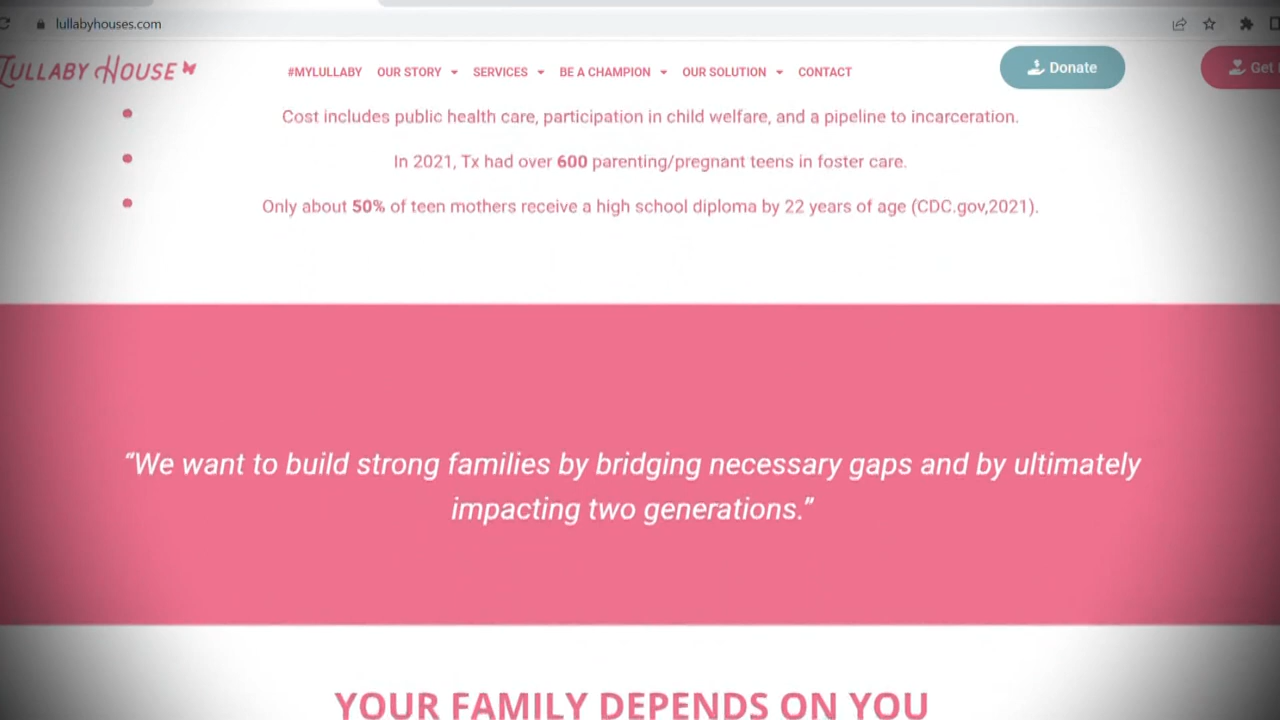 lullabyhouses.com
LULLABY HOUSE
#MYLULLABY OUR STORY SERVICES BE A CHAMPION OUR SOLUTION CONTACT Donate Get
Cost includes public health care, participation in child welfare, and a pipeline to incarceration.
In 2021, Tx had over 600 parenting/pregnant teens in foster care.
Only about 50% of teen mothers receive a high school diploma by 22 years of age (CDC.gov,2021).
“We want to build strong families by bridging necessary gaps and by ultimately
impacting two generations.”
YOUR FAMILY DEPENDS ON YOU